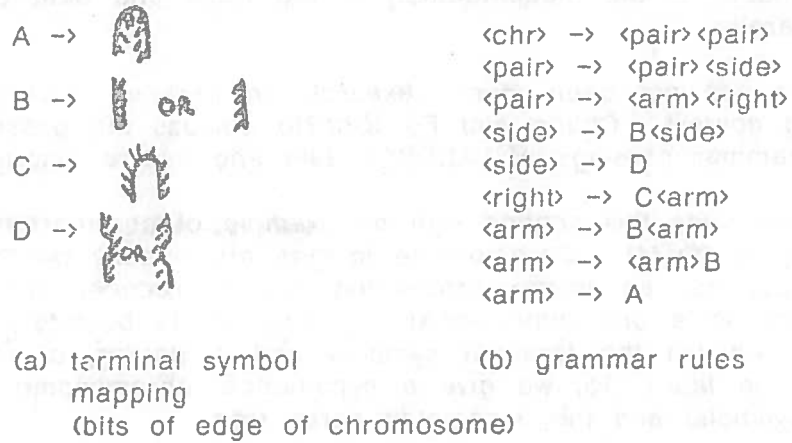 A -> <chr> -> <pair><pair>
<pair> -> <pair><side>
B -> OR <pair> -> <arm><right>
<side> -> B<side>
C -> <side> -> D
<right> -> C<arm>
D -> OR <arm> -> B<arm>
<arm> -> <arm>B
<arm> -> A
(a) terminal symbol
mapping
(bits of edge of chromosome)
(b) grammar rules